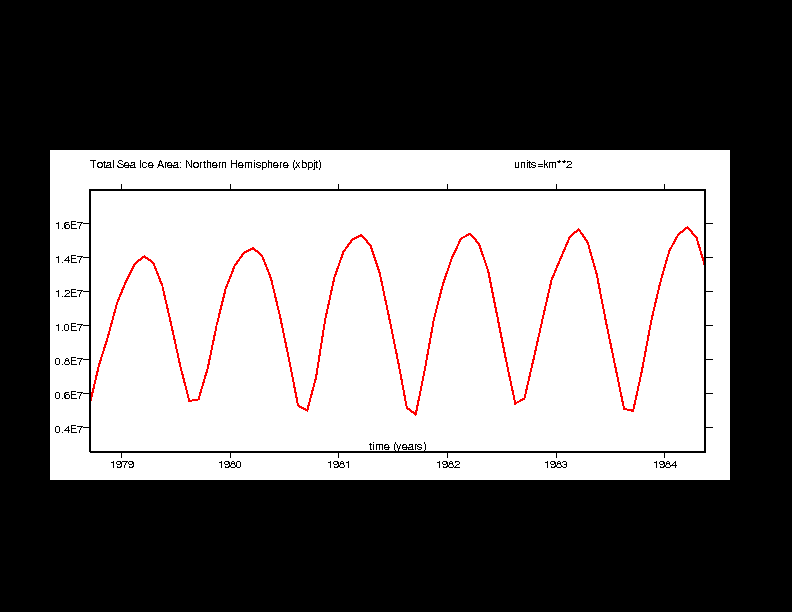 Total Sea Ice Area: Northern Hemisphere (xbpjt) units=km**2
1.6E7
1.4E7
1.2E7
1.0E7
0.8E7
0.6E7
0.4E7
time (years)
1979 1980 1981 1982 1983 1984